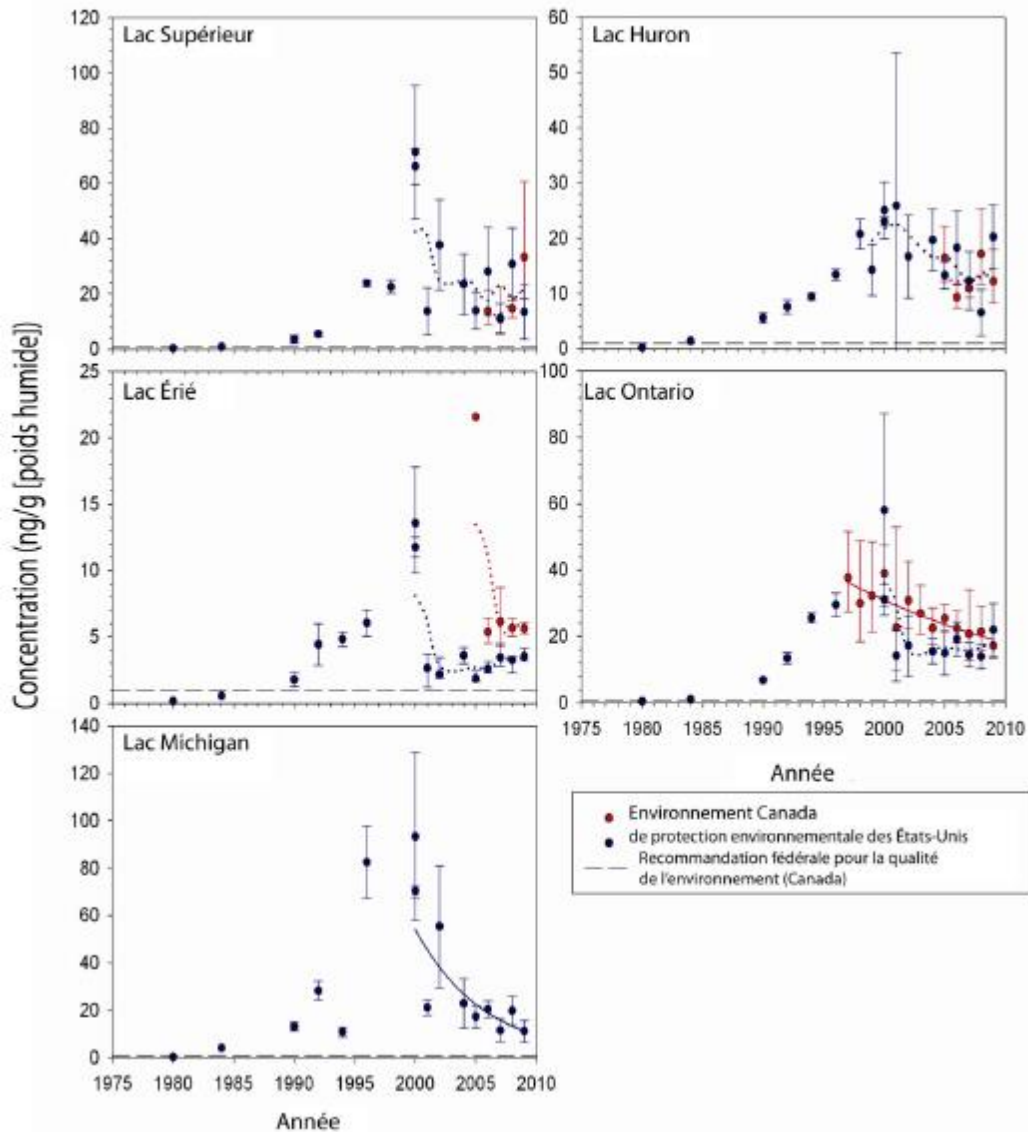 Concentration (ng/g [poids humide])
Lac Supérieur
120
100
80
60
40
20
0
Lac Huron
60
50
40
30
20
10
0
Lac Érié
25
20
15
10
5
0
Lac Ontario
100
80
60
40
20
0
1975 1980 1985 1990 1995 2000 2005 2010
Année
Lac Michigan
140
120
100
80
60
40
20
0
1975 1980 1985 1990 1995 2000 2005 2010
Année
Environnement Canada
de protection environnementale des États-Unis
Recommandation fédérale pour la qualité
de l'environnement (Canada)